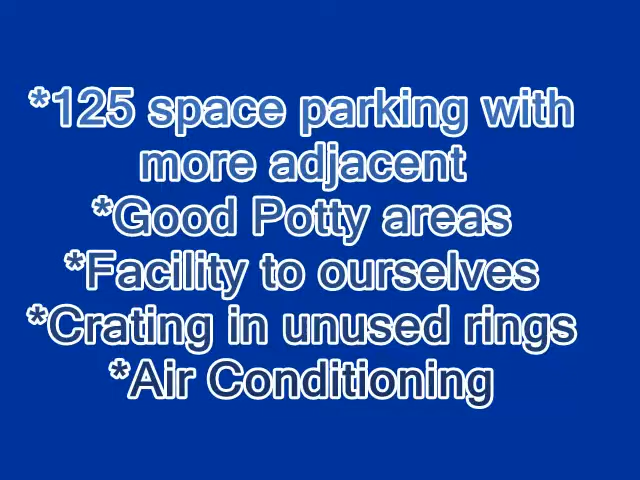 *125 space parking with
more adjacent
*Good Potty areas
*Facility to ourselves
*Crating in unused rings
*Air Conditioning